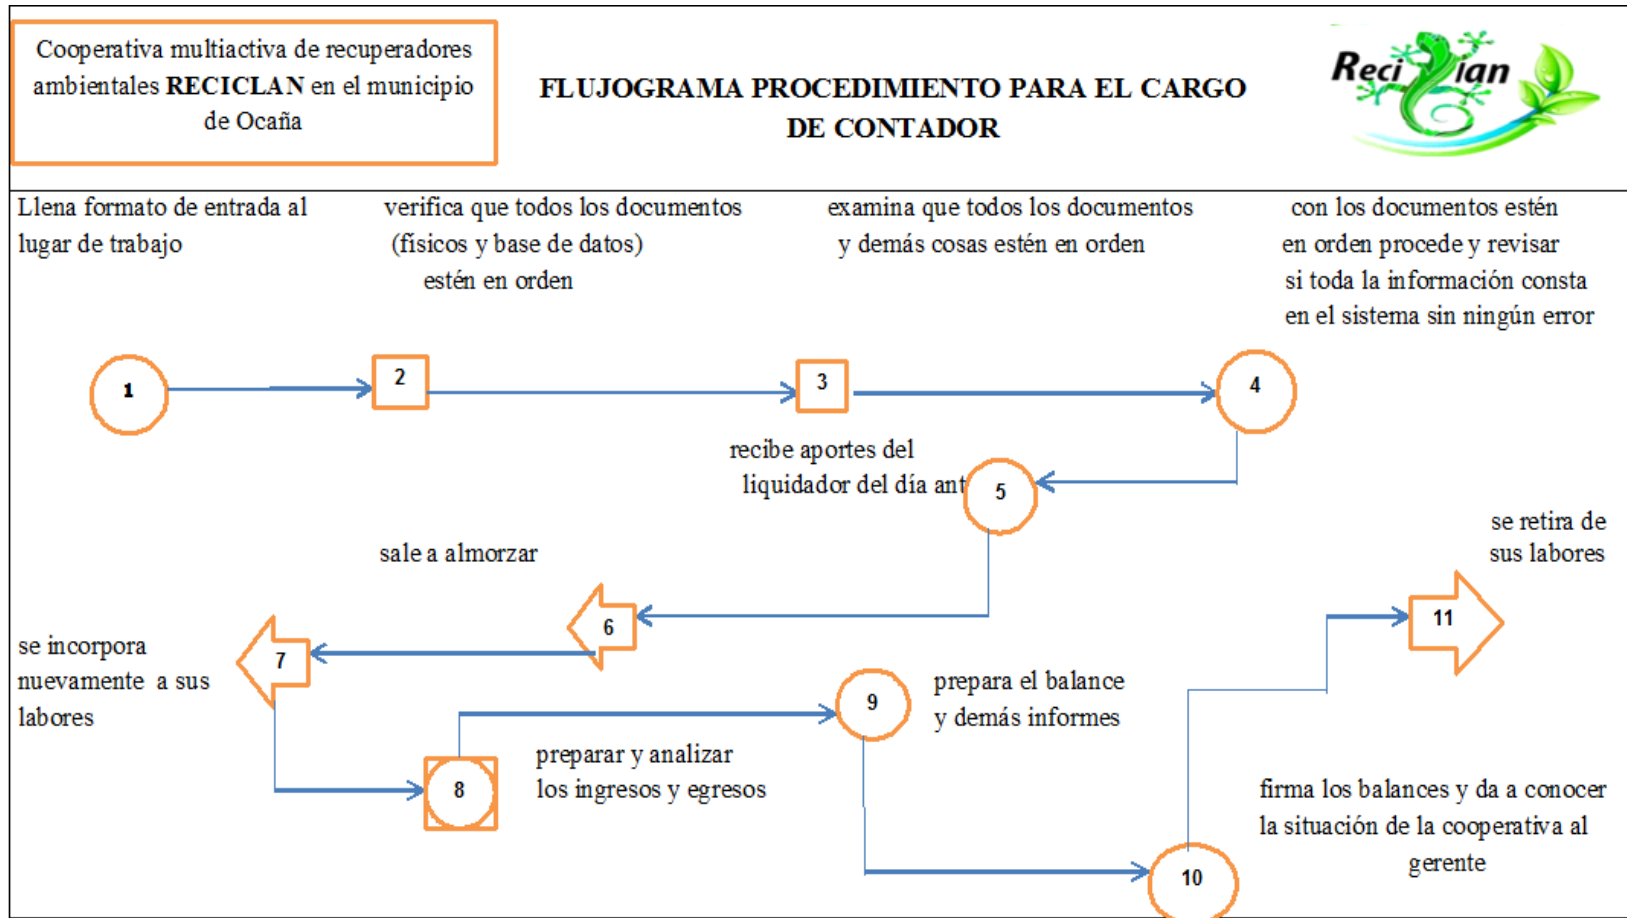 Cooperativa multiactiva de recuperadores
ambientales RECICLAN en el municipio
de Ocaña
FLUJOGRAMA PROCEDIMIENTO PARA EL CARGO
DE CONTADOR
Reci lan
Llena formato de entrada al
lugar de trabajo
verifica que todos los documentos
(físicos y base de datos)
estén en orden
examina que todos los documentos
y demás cosas estén en orden
con los documentos estén
en orden procede y revisar
si toda la información consta
en el sistema sin ningún error
1
2
3
4
recibe aportes del
liquidador del día ant
5
sale a almorzar
6
se incorpora
nuevamente a sus
labores
7
8
preparar y analizar
los ingresos y egresos
9
prepara el balance
y demás informes
10
firma los balances y da a conocer
la situación de la cooperativa al
gerente
11
se retira de
sus labores